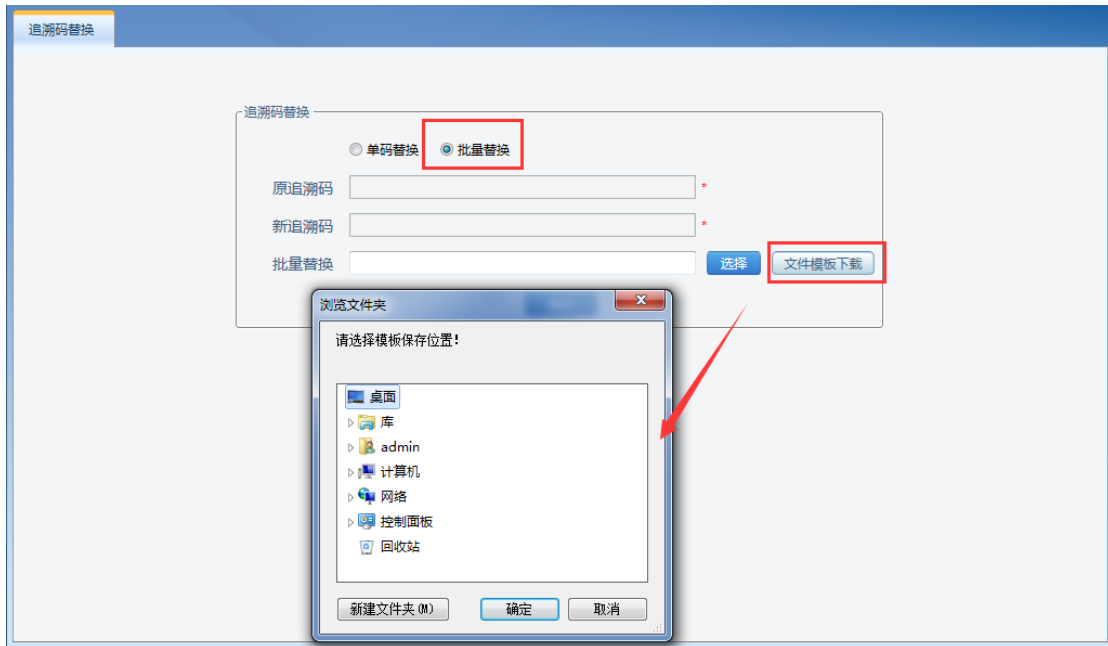 追溯码替换
追溯码替换
单码替换 批量替换
原追溯码 *
新追溯码 *
批量替换 选择 文件模板下载
浏览文件夹
请选择模板保存位置!
桌面
库
admin
计算机
网络
控制面板
回收站
新建文件夹(M) 确定 取消